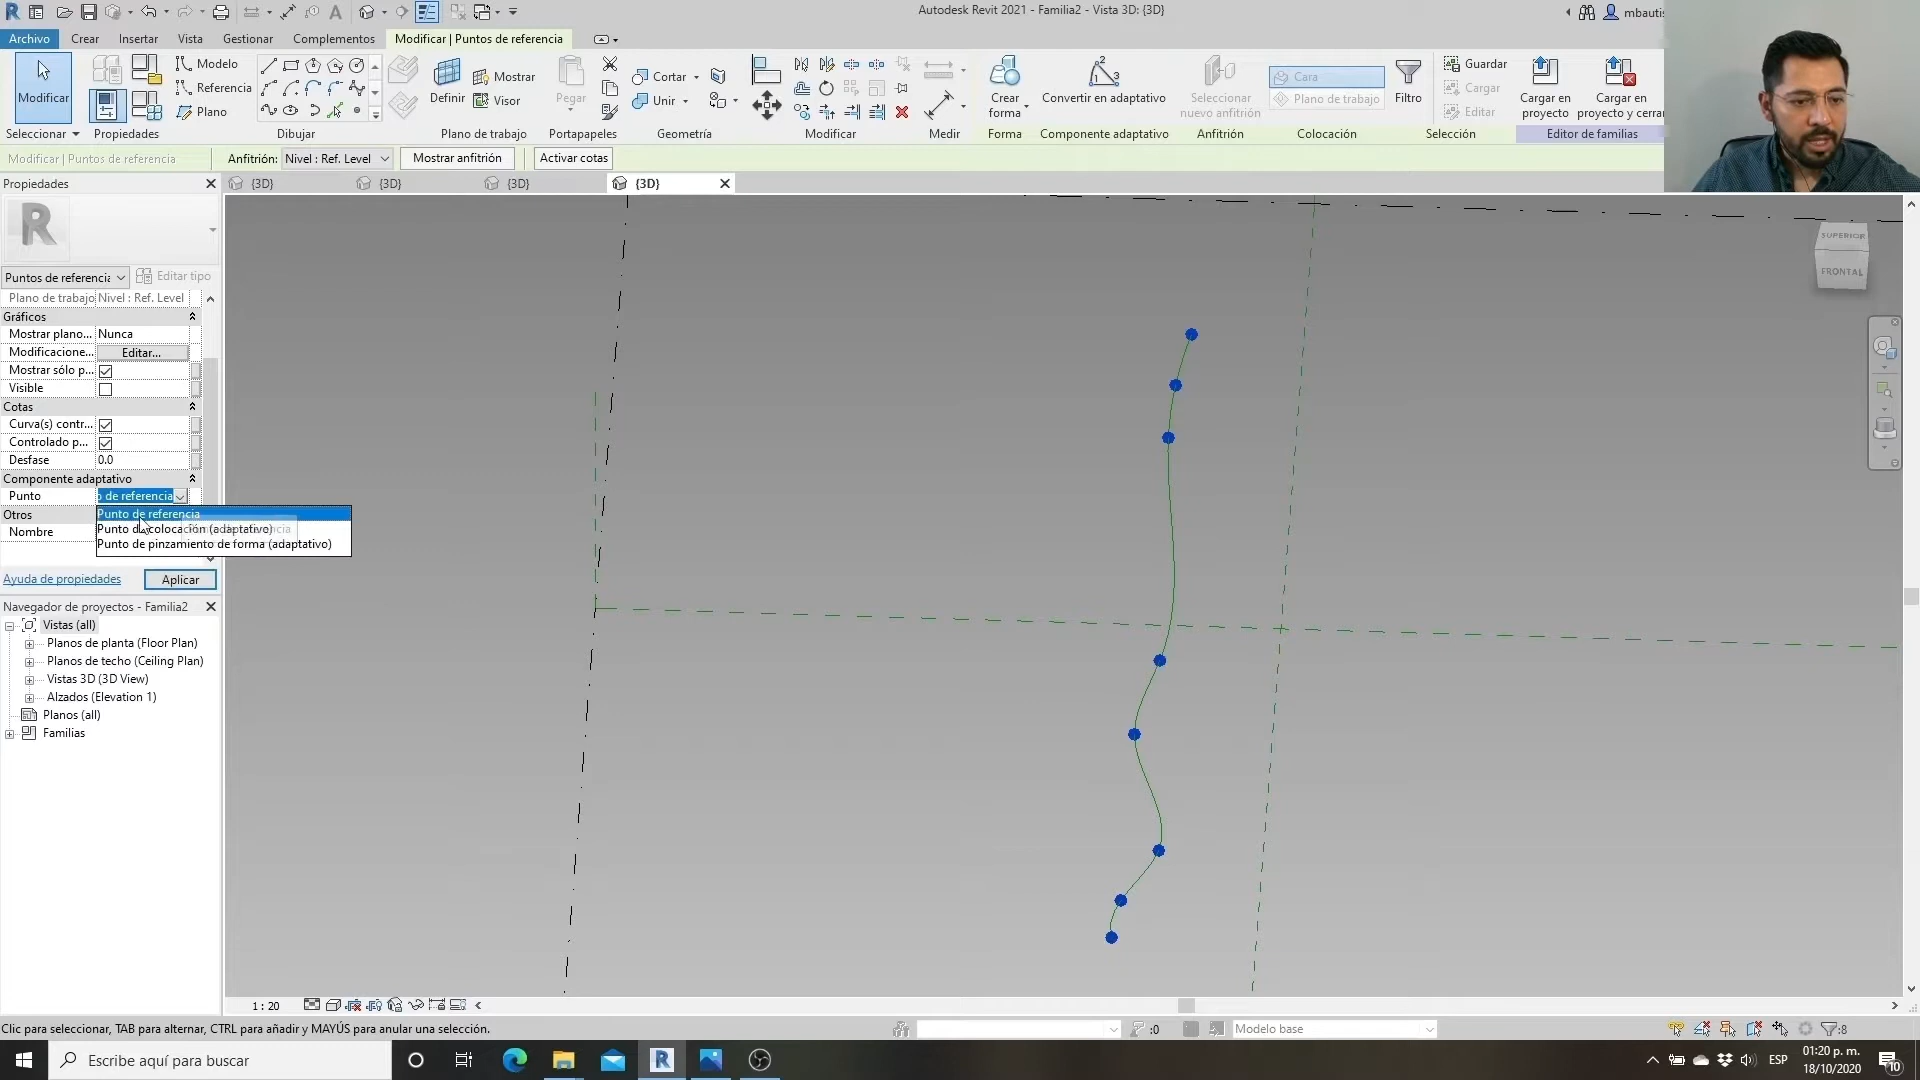 Autodesk Revit 2021 - Familia2 - Vista 3D: {3D}
mbautis
Archivo
Crear
Insertar
Vista
Gestionar
Complementos
Modificar | Puntos de referencia
Modificar
Modelo
Referencia
Plano
Definir
Mostrar
Visor
Pegar
Cortar
Unir
Crear
forma
Convertir en adaptativo
Seleccionar
nuevo anfitrión
Cara
Plano de trabajo
Filtro
Guardar
Cargar
Editar
Cargar en
proyecto
Cargar en
proyecto y cerrar
Seleccionar
Propiedades
Dibujar
Plano de trabajo
Portapapeles
Geometría
Modificar
Medir
Forma
Componente adaptativo
Anfitrión
Colocación
Selección
Editor de familias
Modificar | Puntos de referencia
Anfitrión:
Nivel : Ref. Level
Mostrar anfitrión
Activar cotas
Propiedades
{3D}
{3D}
{3D}
{3D}
Puntos de referencia
Editar tipo
Plano de trabajo
Nivel : Ref. Level
Gráficos
Mostrar plano...
Nunca
Modificacione...
Editar...
Mostrar sólo p...
Visible
Cotas
Curva(s) contr...
Controlado p...
Desfase
0.0
Componente adaptativo
Punto
de referencia
Punto de referencia
Otros
Punto de colocación (adaptativo)
Nombre
Punto de pinzamiento de forma (adaptativo)
Ayuda de propiedades
Aplicar
Navegador de proyectos - Familia2
Vistas (all)
Planos de planta (Floor Plan)
Planos de techo (Ceiling Plan)
Vistas 3D (3D View)
Alzados (Elevation 1)
Planos (all)
Familias
SUPERIOR
FRONTAL
1 : 20
Clic para seleccionar, TAB para alternar, CTRL para añadir y MAYÚS para anular una selección.
:0
Modelo base
:8
Escribe aquí para buscar
ESP
01:20 p. m.
18/10/2020
10